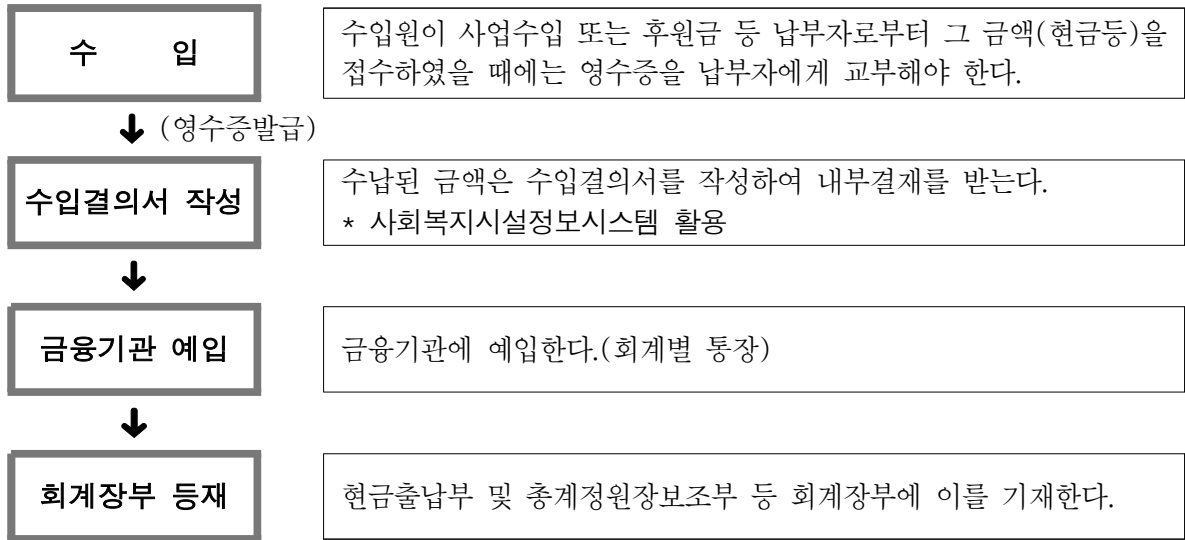 수 입
수입원이 사업수입 또는 후원금 등 납부자로부터 그 금액(현금등)을
접수하였을 때에는 영수증을 납부자에게 교부해야 한다.
(영수증발급)
수입결의서 작성
수납된 금액은 수입결의서를 작성하여 내부결재를 받는다.
* 사회복지시설정보시스템 활용
금융기관 예입
금융기관에 예입한다.(회계별 통장)
회계장부 등재
현금출납부 및 총계정원장보조부 등 회계장부에 이를 기재한다.